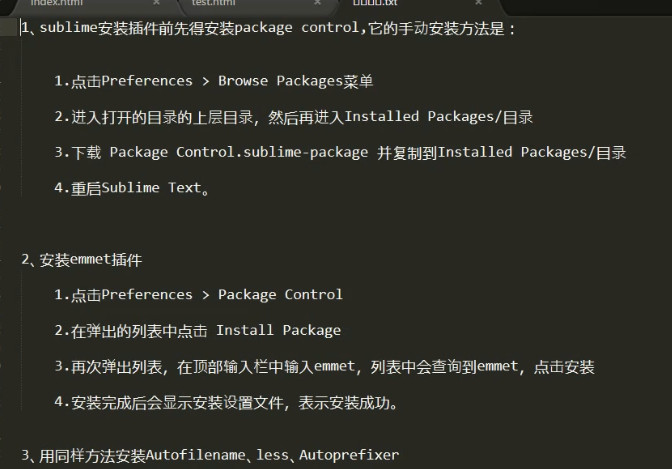 index.html × test.html × .txt ×
1、sublime安装插件前先得安装package control,它的手动安装方法是：
1.点击Preferences > Browse Packages菜单
2.进入打开的目录的上层目录，然后再进入Installed Packages/目录
3.下载 Package Control.sublime-package 并复制到Installed Packages/目录
4.重启Sublime Text。
2、安装emmet插件
1.点击Preferences > Package Control
2.在弹出的列表中点击 Install Package
3.再次弹出列表，在顶部输入栏中输入emmet，列表中会查询到emmet，点击安装
4.安装完成后会显示安装设置文件，表示安装成功。
3、用同样方法安装Autofilename、less、Autoprefixer